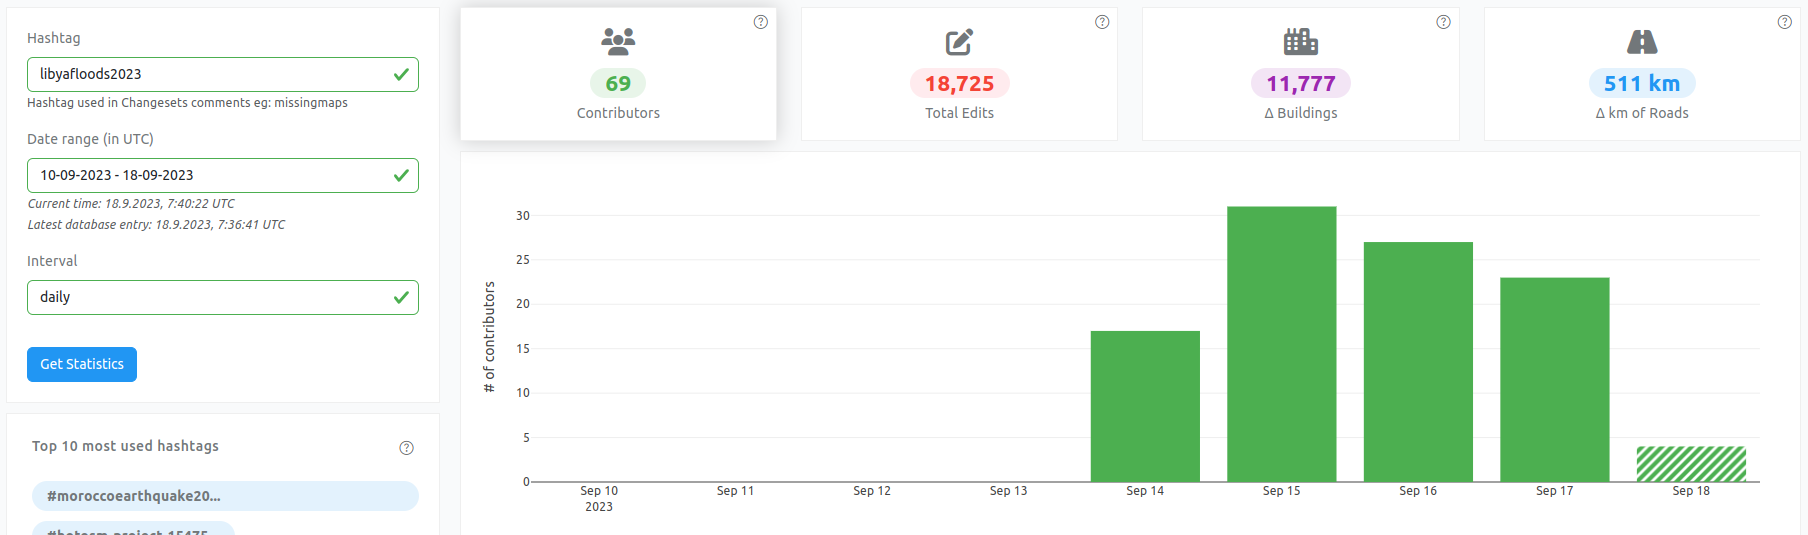 Hashtag
libyafloods2023
Hashtag used in Changesets comments eg: missingmaps
Date range (in UTC)
10-09-2023 - 18-09-2023
Current time: 18.9.2023, 7:40:22 UTC
Latest database entry: 18.9.2023, 7:36:41 UTC
Interval
daily
Get Statistics
Top 10 most used hashtags
?
#moroccoearthquake20...
?
69
Contributors
?
18,725
Total Edits
?
11,777
Δ Buildings
?
511 km
Δ km of Roads
# of contributors
30
25
20
15
10
5
0
Sep 10
2023
Sep 11
Sep 12
Sep 13
Sep 14
Sep 15
Sep 16
Sep 17
Sep 18